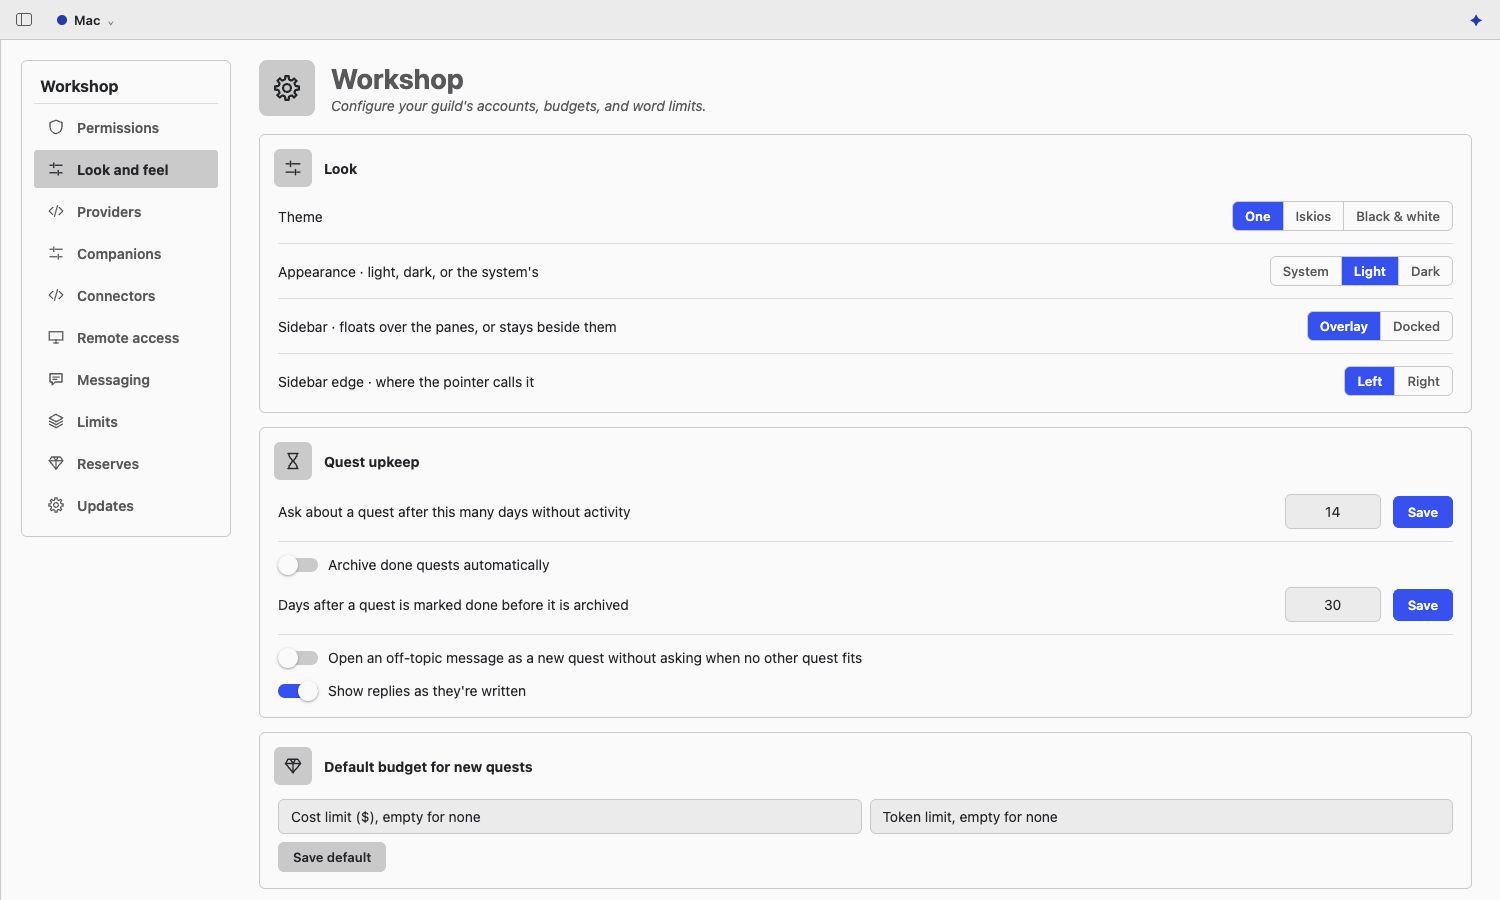 Mac
Workshop
Permissions
Look and feel
Providers
Companions
Connectors
Remote access
Messaging
Limits
Reserves
Updates
Workshop
Configure your guild's accounts, budgets, and word limits.
Look
Theme
One Iskios Black & white
Appearance · light, dark, or the system's
System Light Dark
Sidebar · floats over the panes, or stays beside them
Overlay Docked
Sidebar edge · where the pointer calls it
Left Right
Quest upkeep
Ask about a quest after this many days without activity
14 Save
Archive done quests automatically
Days after a quest is marked done before it is archived
30 Save
Open an off-topic message as a new quest without asking when no other quest fits
Show replies as they're written
Default budget for new quests
Cost limit ($), empty for none
Token limit, empty for none
Save default